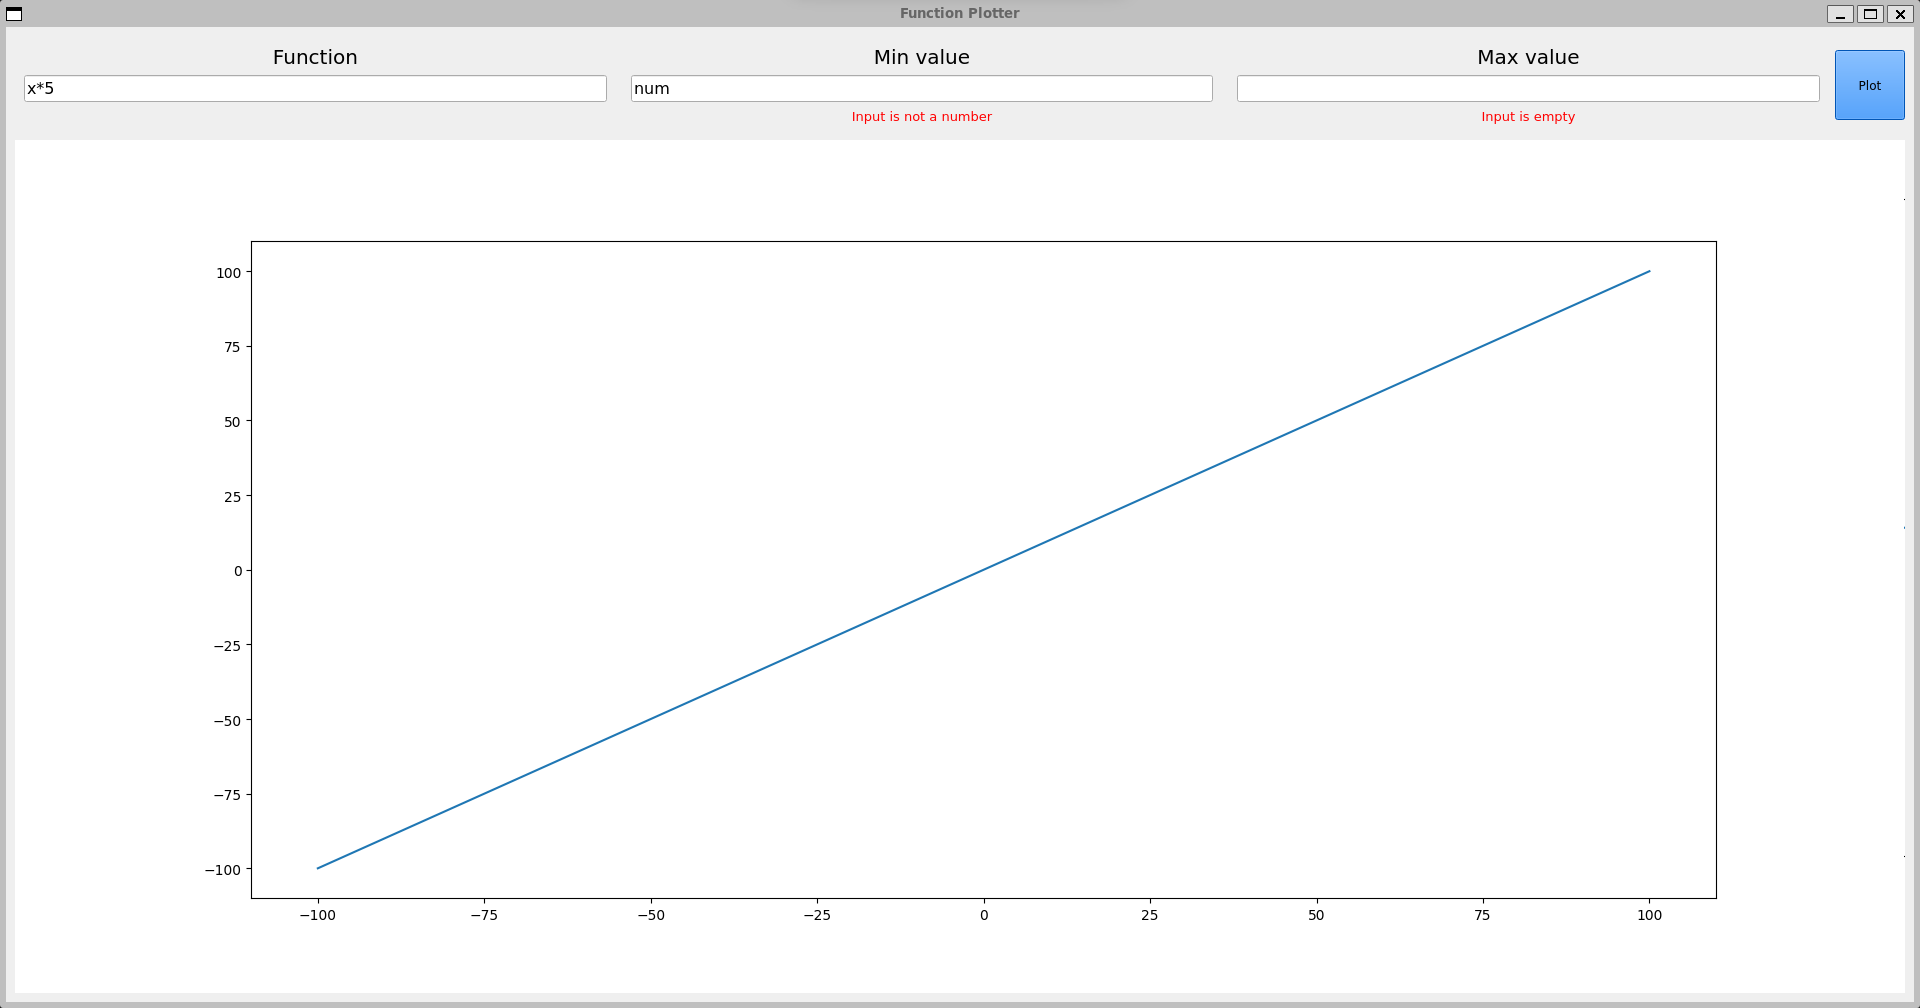 Function Plotter
Function Min value Max value
x*5 num
Plot
Input is not a number Input is empty
100
75
50
25
0
−25
−50
−75
−100
−100 −75 −50 −25 0 25 50 75 100